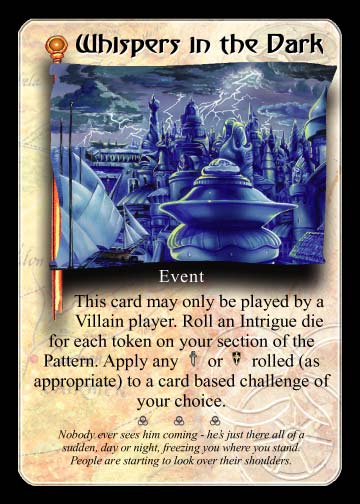 Whispers in the Dark
Event
This card may only be played by a
Villain player. Roll an Intrigue die
for each token on your section of the
Pattern. Apply any or rolled (as
appropriate) to a card based challenge of
your choice.
Nobody ever sees him coming - he's just there all of a
sudden, day or night, freezing you where you stand.
People are starting to look over their shoulders.